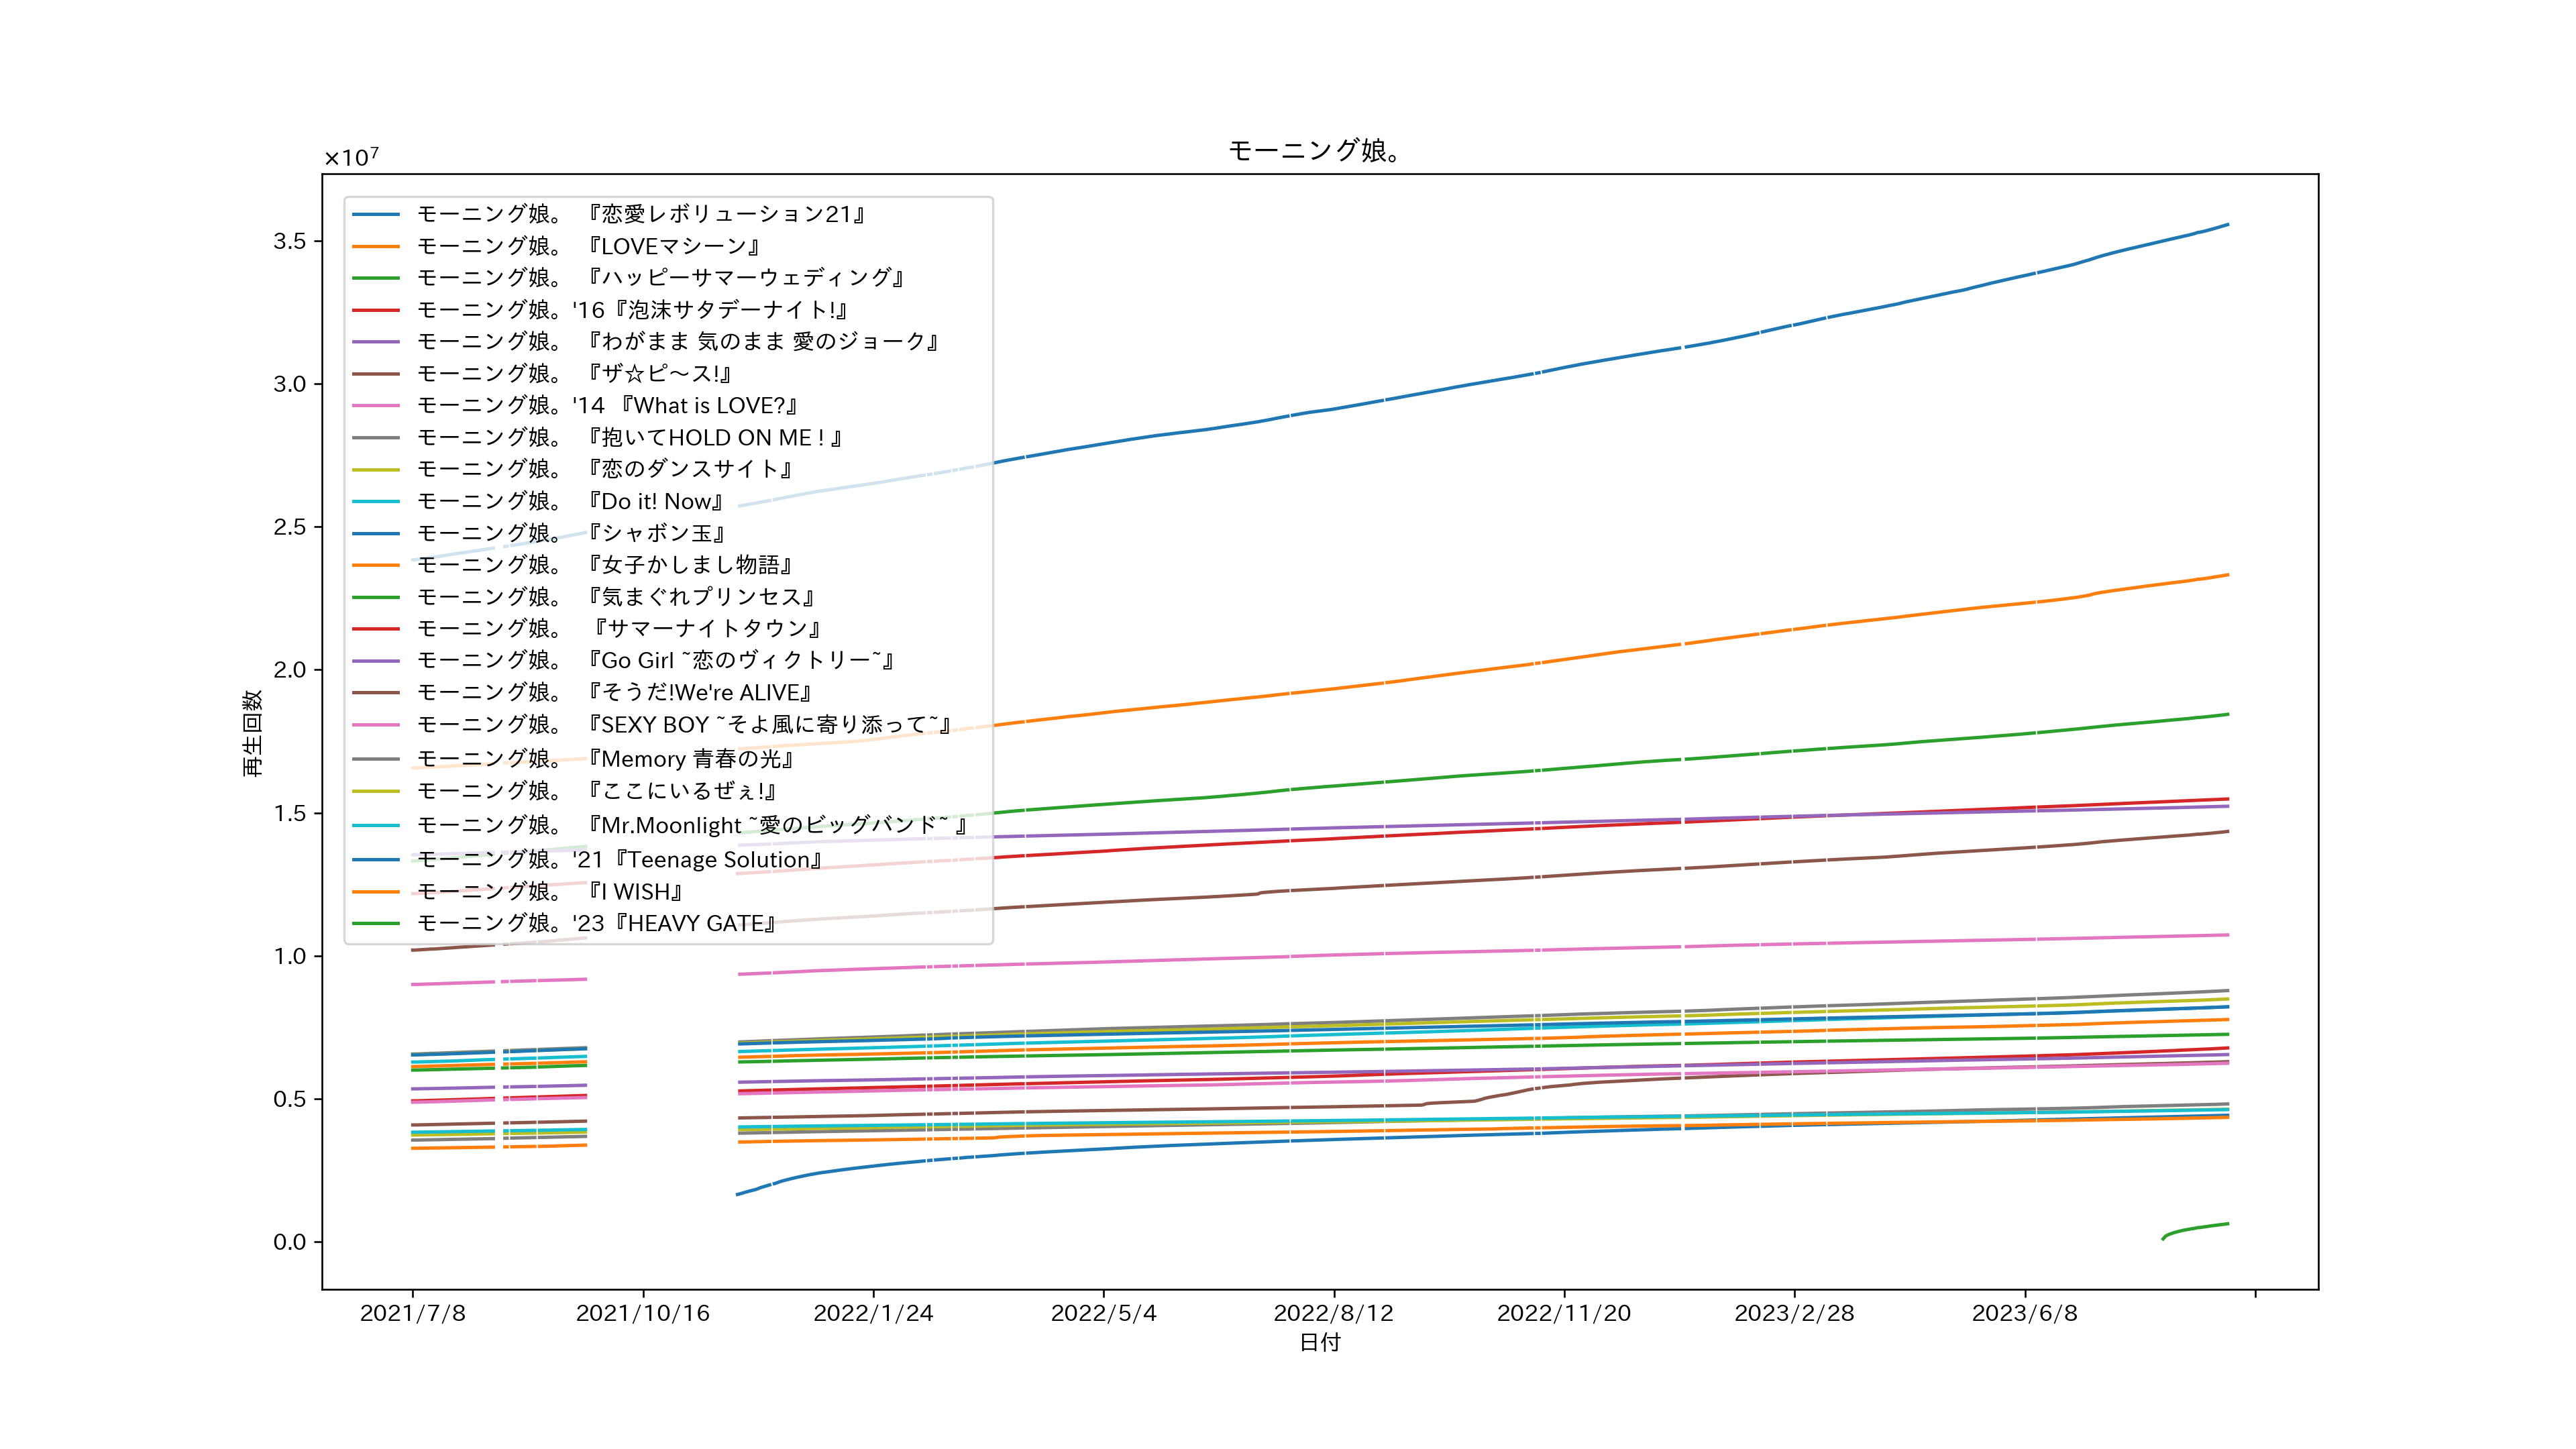 モーニング娘。
×10⁷
モーニング娘。 『恋愛レボリューション21』
モーニング娘。 『LOVEマシーン』
モーニング娘。 『ハッピーサマーウェディング』
モーニング娘。'16『泡沫サタデーナイト!』
モーニング娘。 『わがまま 気のまま 愛のジョーク』
モーニング娘。 『ザ☆ピ～ス!』
モーニング娘。'14 『What is LOVE?』
モーニング娘。 『抱いてHOLD ON ME ! 』
モーニング娘。 『恋のダンスサイト』
モーニング娘。 『Do it! Now』
モーニング娘。 『シャボン玉』
モーニング娘。 『女子かしまし物語』
モーニング娘。 『気まぐれプリンセス』
モーニング娘。 『サマーナイトタウン』
モーニング娘。 『Go Girl ~恋のヴィクトリー~』
モーニング娘。 『そうだ!We're ALIVE』
モーニング娘。 『SEXY BOY ~そよ風に寄り添って~』
モーニング娘。 『Memory 青春の光』
モーニング娘。 『ここにいるぜぇ!』
モーニング娘。 『Mr.Moonlight ~愛のビッグバンド~ 』
モーニング娘。'21『Teenage Solution』
モーニング娘。 『I WISH』
モーニング娘。'23『HEAVY GATE』
3.5
3.0
2.5
2.0
1.5
1.0
0.5
0.0
再生回数
2021/7/8 2021/10/16 2022/1/24 2022/5/4 2022/8/12 2022/11/20 2023/2/28 2023/6/8
日付